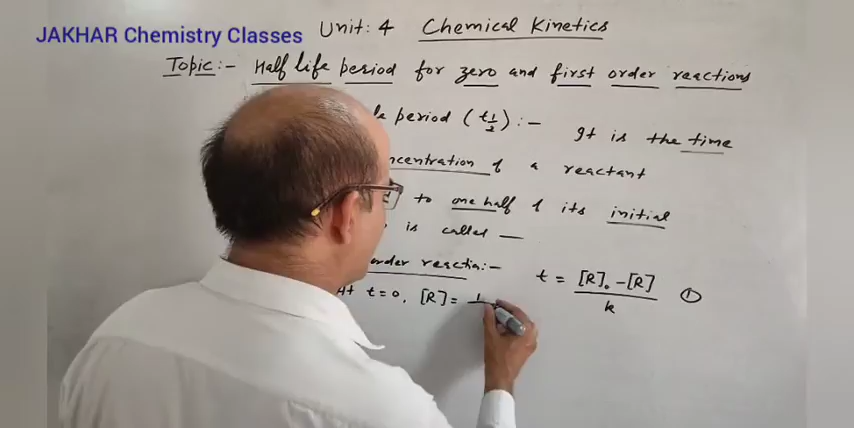 JAKHAR Chemistry Classes
Unit: 4 Chemical Kinetics
Topic:- Half life period for zero and first order reactions
period (t½):- It is the time
of a reactant
to one half of its initial
is called —
order reaction:- t = [R]₀ - [R] / k ①
At t=0, [R] = 1